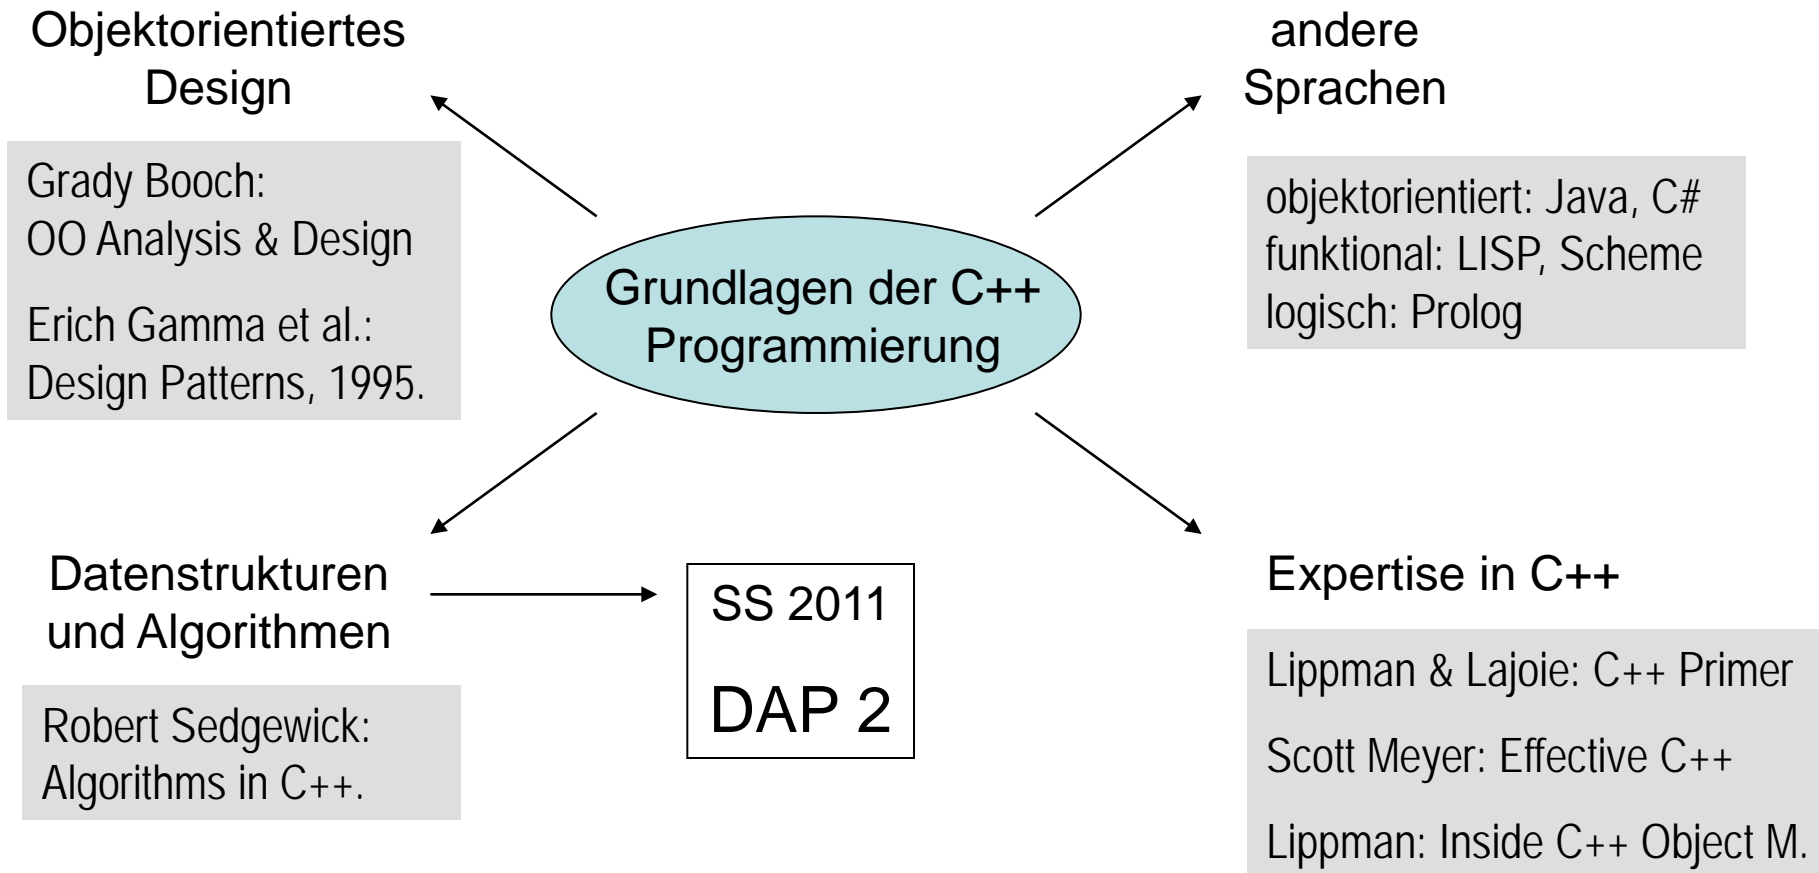 Objektorientiertes
Design
Grady Booch:
OO Analysis & Design
Erich Gamma et al.:
Design Patterns, 1995.
andere
Sprachen
objektorientiert: Java, C#
funktional: LISP, Scheme
logisch: Prolog
Grundlagen der C++
Programmierung
Datenstrukturen
und Algorithmen
Robert Sedgewick:
Algorithms in C++.
SS 2011
DAP 2
Expertise in C++
Lippman & Lajoie: C++ Primer
Scott Meyer: Effective C++
Lippman: Inside C++ Object M.